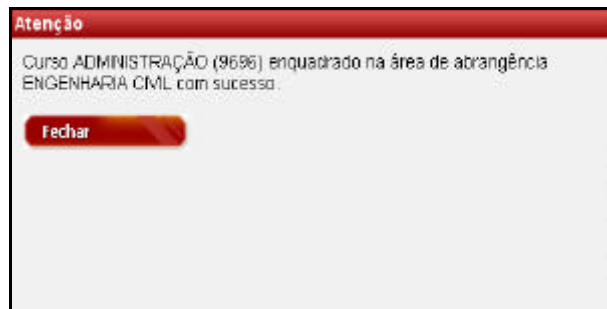 Atenção
Curso ADMINISTRAÇÃO (9696) enquadrado na área de abrangência
ENGENHARIA CIVIL com sucesso.
Fechar